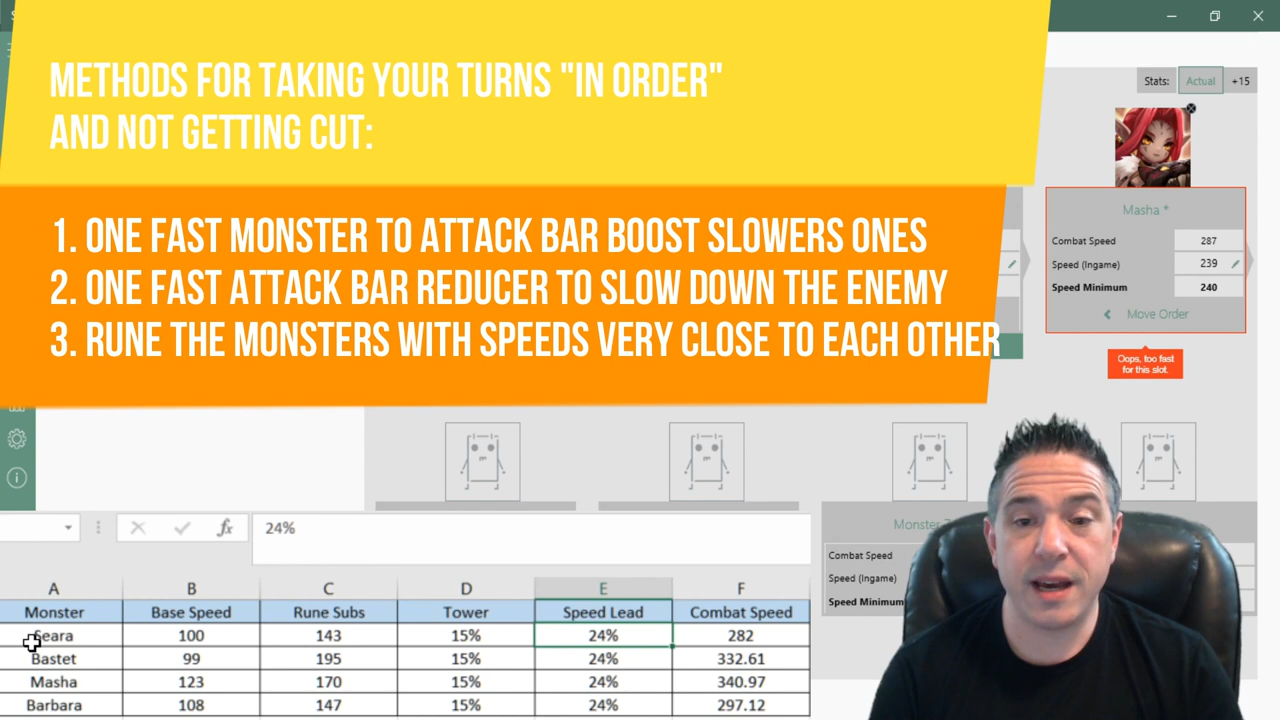 METHODS FOR TAKING YOUR TURNS "IN ORDER"
AND NOT GETTING CUT:
1. ONE FAST MONSTER TO ATTACK BAR BOOST SLOWERS ONES
2. ONE FAST ATTACK BAR REDUCER TO SLOW DOWN THE ENEMY
3. RUNE THE MONSTERS WITH SPEEDS VERY CLOSE TO EACH OTHER
Stats: Actual +15
Masha *
Combat Speed 287
Speed (Ingame) 239
Speed Minimum 240
Move Order
Oops, too fast
for this slot.
Monster
Combat Speed
Speed (Ingame)
Speed Minimum
fx 24%
A B C D E F
Monster Base Speed Rune Subs Tower Speed Lead Combat Speed
Seara 100 143 15% 24% 282
Bastet 99 195 15% 24% 332.61
Masha 123 170 15% 24% 340.97
Barbara 108 147 15% 24% 297.12